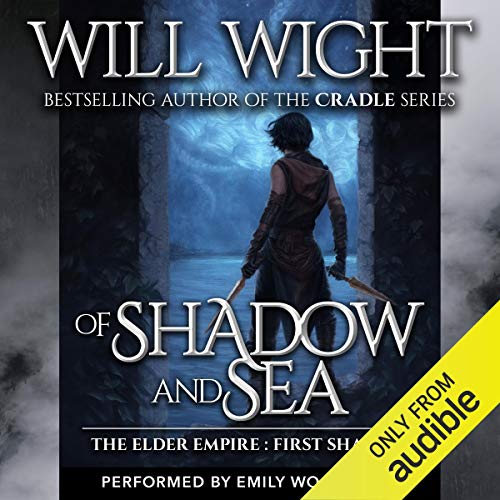 WILL WIGHT
BESTSELLING AUTHOR OF THE CRADLE SERIES
OF SHADOW
AND SEA
THE ELDER EMPIRE : FIRST
PERFORMED BY EMILY
ONLY FROM
audible